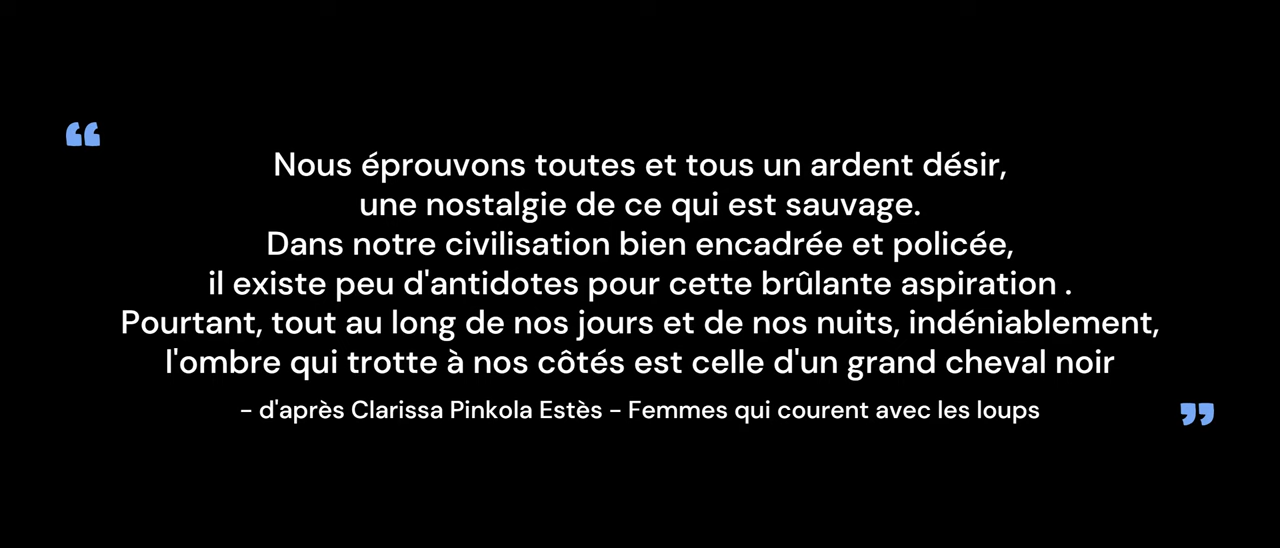 “
Nous éprouvons toutes et tous un ardent désir,
une nostalgie de ce qui est sauvage.
Dans notre civilisation bien encadrée et policée,
il existe peu d'antidotes pour cette brûlante aspiration .
Pourtant, tout au long de nos jours et de nos nuits, indéniablement,
l'ombre qui trotte à nos côtés est celle d'un grand cheval noir
- d'après Clarissa Pinkola Estès - Femmes qui courent avec les loups
”